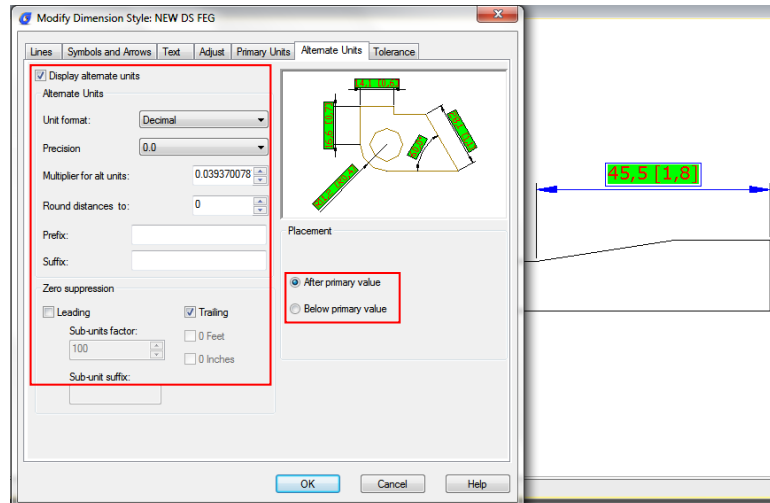 Modify Dimension Style: NEW DS FEG
Lines Symbols and Arrows Text Adjust Primary Units Alternate Units Tolerance
Display alternate units
Alternate Units
Unit format: Decimal
Precision 0.0
Multiplier for alt units: 0.039370078
Round distances to: 0
Prefix:
Suffix:
Zero suppression
Leading Trailing
Sub-units factor: 0 Feet
100
0 Inches
Sub-unit suffix:
Placement
After primary value
Below primary value
OK Cancel Help
45,5 [1,8]